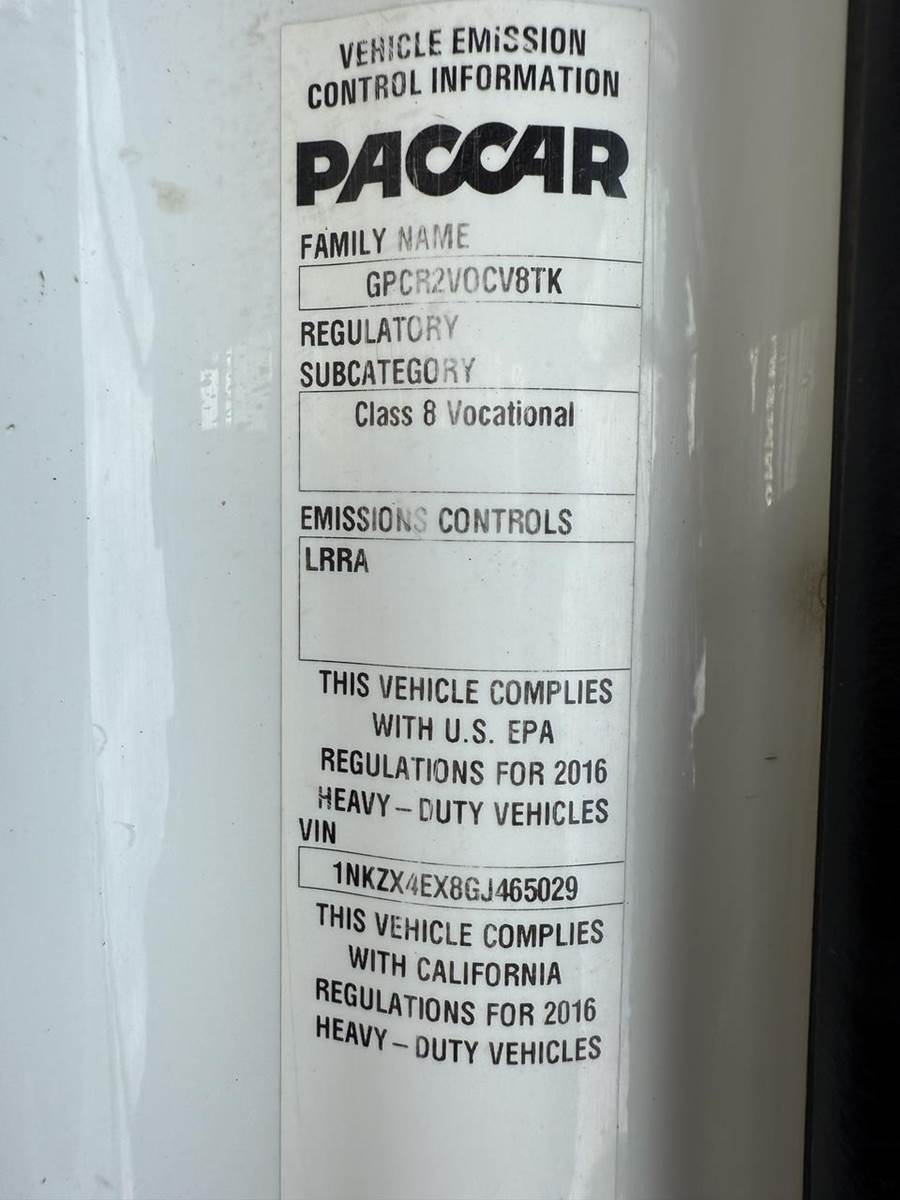 VEHICLE EMiSSION
CONTROL INFORMATION
PACCAR
FAMILY NAME
GPCR2VOCV8TK
REGULATORY
SUBCATEGORY
Class 8 Vocational
EMISSIONS CONTROLS
LRRA
THIS VEHICLE COMPLIES
WITH U.S. EPA
REGULATIONS FOR 2016
HEAVY-DUTY VEHICLES
VIN
1NKZX4EX8GJ465029
THIS VEHICLE COMPLIES
WITH CALIFORNIA
REGULATIONS FOR 2016
HEAVY-DUTY VEHICLES